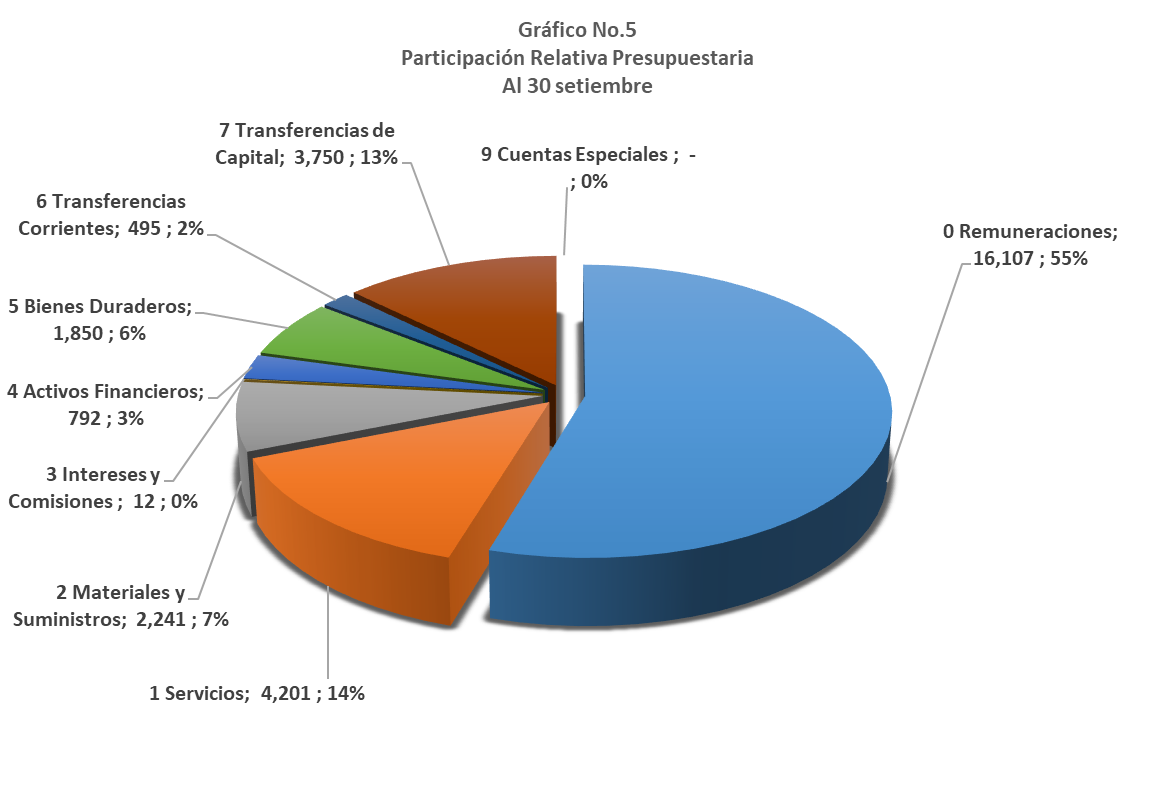 Gráfico No.5
Participación Relativa Presupuestaria
Al 30 setiembre
7 Transferencias de
Capital; 3,750 ; 13%
9 Cuentas Especiales ; -
; 0%
6 Transferencias
Corrientes; 495 ; 2%
0 Remuneraciones;
16,107 ; 55%
5 Bienes Duraderos;
1,850 ; 6%
4 Activos Financieros;
792 ; 3%
3 Intereses y
Comisiones ; 12 ; 0%
2 Materiales y
Suministros; 2,241 ; 7%
1 Servicios; 4,201 ; 14%